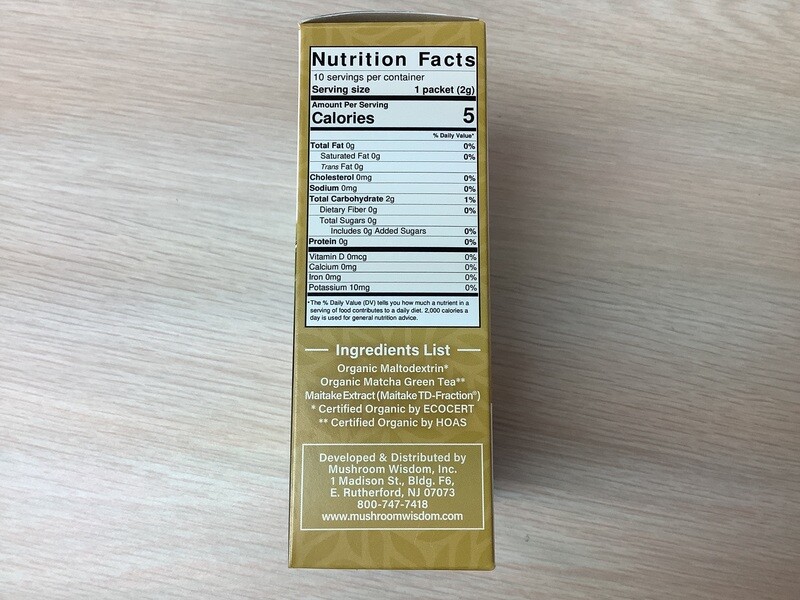 Nutrition Facts
10 servings per container
Serving size 1 packet (2g)
Amount Per Serving
Calories 5
% Daily Value*
Total Fat 0g 0%
Saturated Fat 0g 0%
Trans Fat 0g
Cholesterol 0mg 0%
Sodium 0mg 0%
Total Carbohydrate 2g 1%
Dietary Fiber 0g 0%
Total Sugars 0g
Includes 0g Added Sugars 0%
Protein 0g 0%
Vitamin D 0mcg 0%
Calcium 0mg 0%
Iron 0mg 0%
Potassium 10mg 0%
*The % Daily Value (DV) tells you how much a nutrient in a
serving of food contributes to a daily diet. 2,000 calories a
day is used for general nutrition advice.
Ingredients List
Organic Maltodextrin*
Organic Matcha Green Tea**
Maitake Extract (Maitake TD-Fraction®)
* Certified Organic by ECOCERT
** Certified Organic by HOAS
Developed & Distributed by
Mushroom Wisdom, Inc.
1 Madison St., Bldg. F6,
E. Rutherford, NJ 07073
800-747-7418
www.mushroomwisdom.com